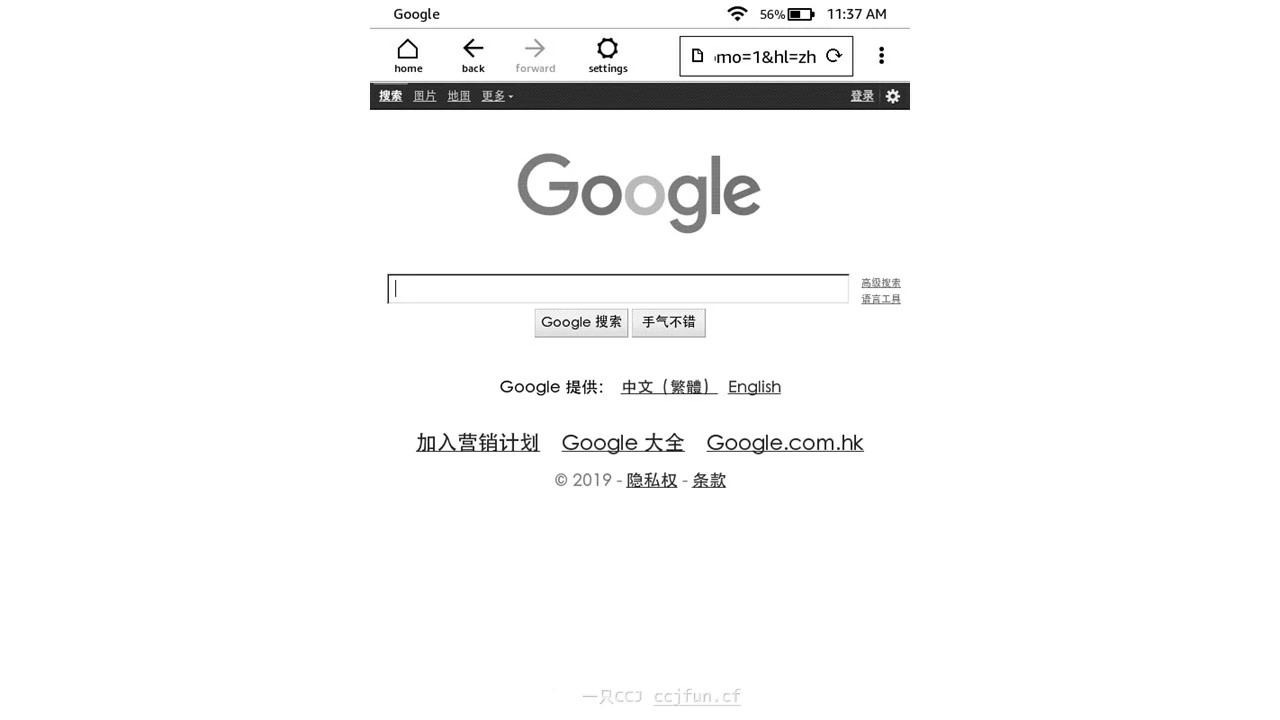 Google 56% 11:37 AM
home back forward settings mo=1&hl=zh
搜索 图片 地图 更多 登录
Google
高级搜索
语言工具
Google 搜索 手气不错
Google 提供： 中文（繁體） English
加入营销计划 Google 大全 Google.com.hk
© 2019 - 隐私权 - 条款
一只CCJ ccjfun.cf